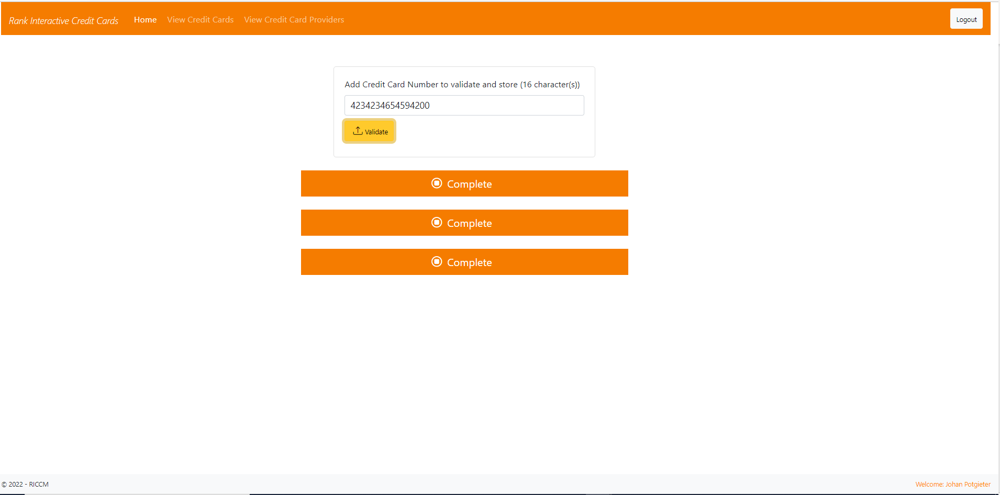 Rank Interactive Credit Cards Home View Credit Cards View Credit Card Providers Logout
Add Credit Card Number to validate and store (16 character(s))
4234234654594200
Validate
Complete
Complete
Complete
© 2022 - RICCM Welcome: Johan Potgieter